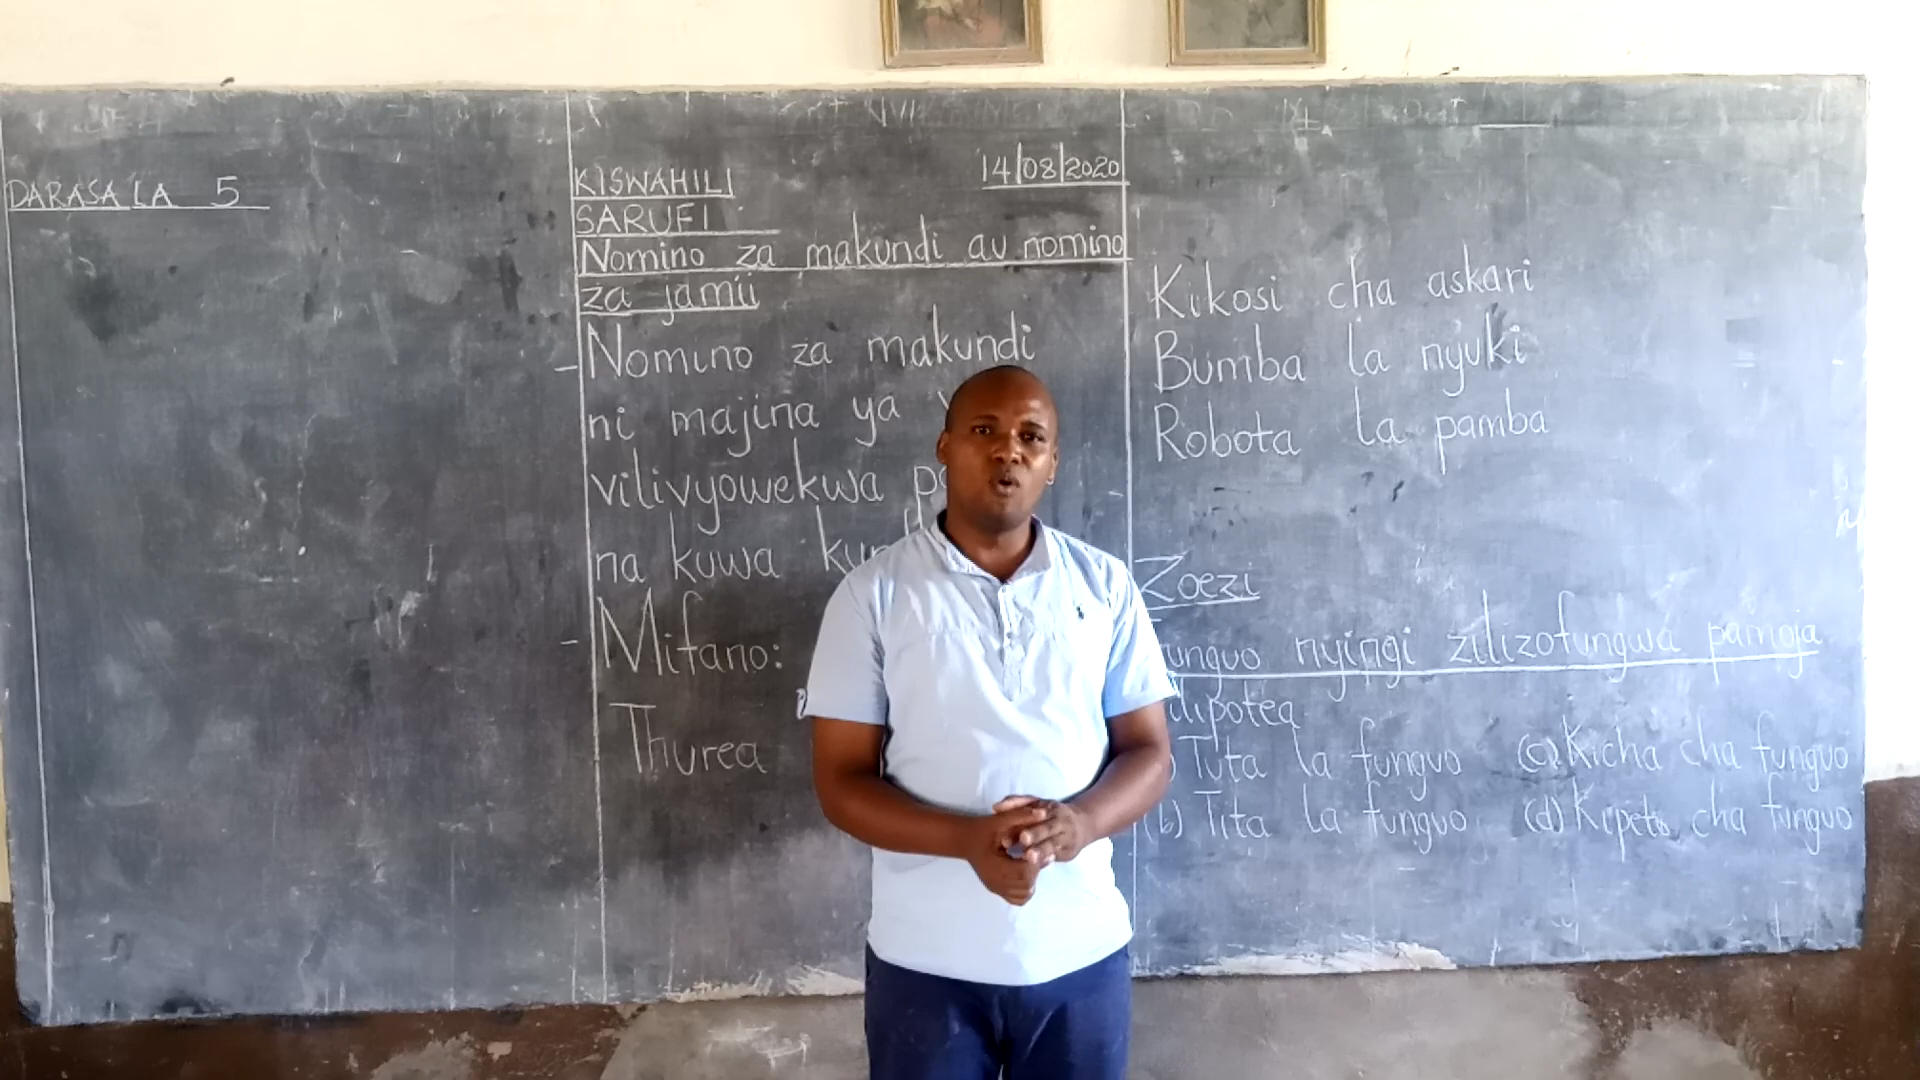 DARASA LA 5
KISWAHILI 14/08/2020
SARUFI
Nomino za makundi au nomino
za jamii
- Nomino za makundi
ni majina ya
vilivyowekwa
na kuwa
- Mifano:
Thurea
Kikosi cha askari
Bumba la nyuki
Robota la pamba
Zoezi
Funguo nyingi zilizofungwa pamoja
zilipotea
Tuta la funguo (c) Kicha cha funguo
(b) Tita la funguo (d) Kipeto cha funguo